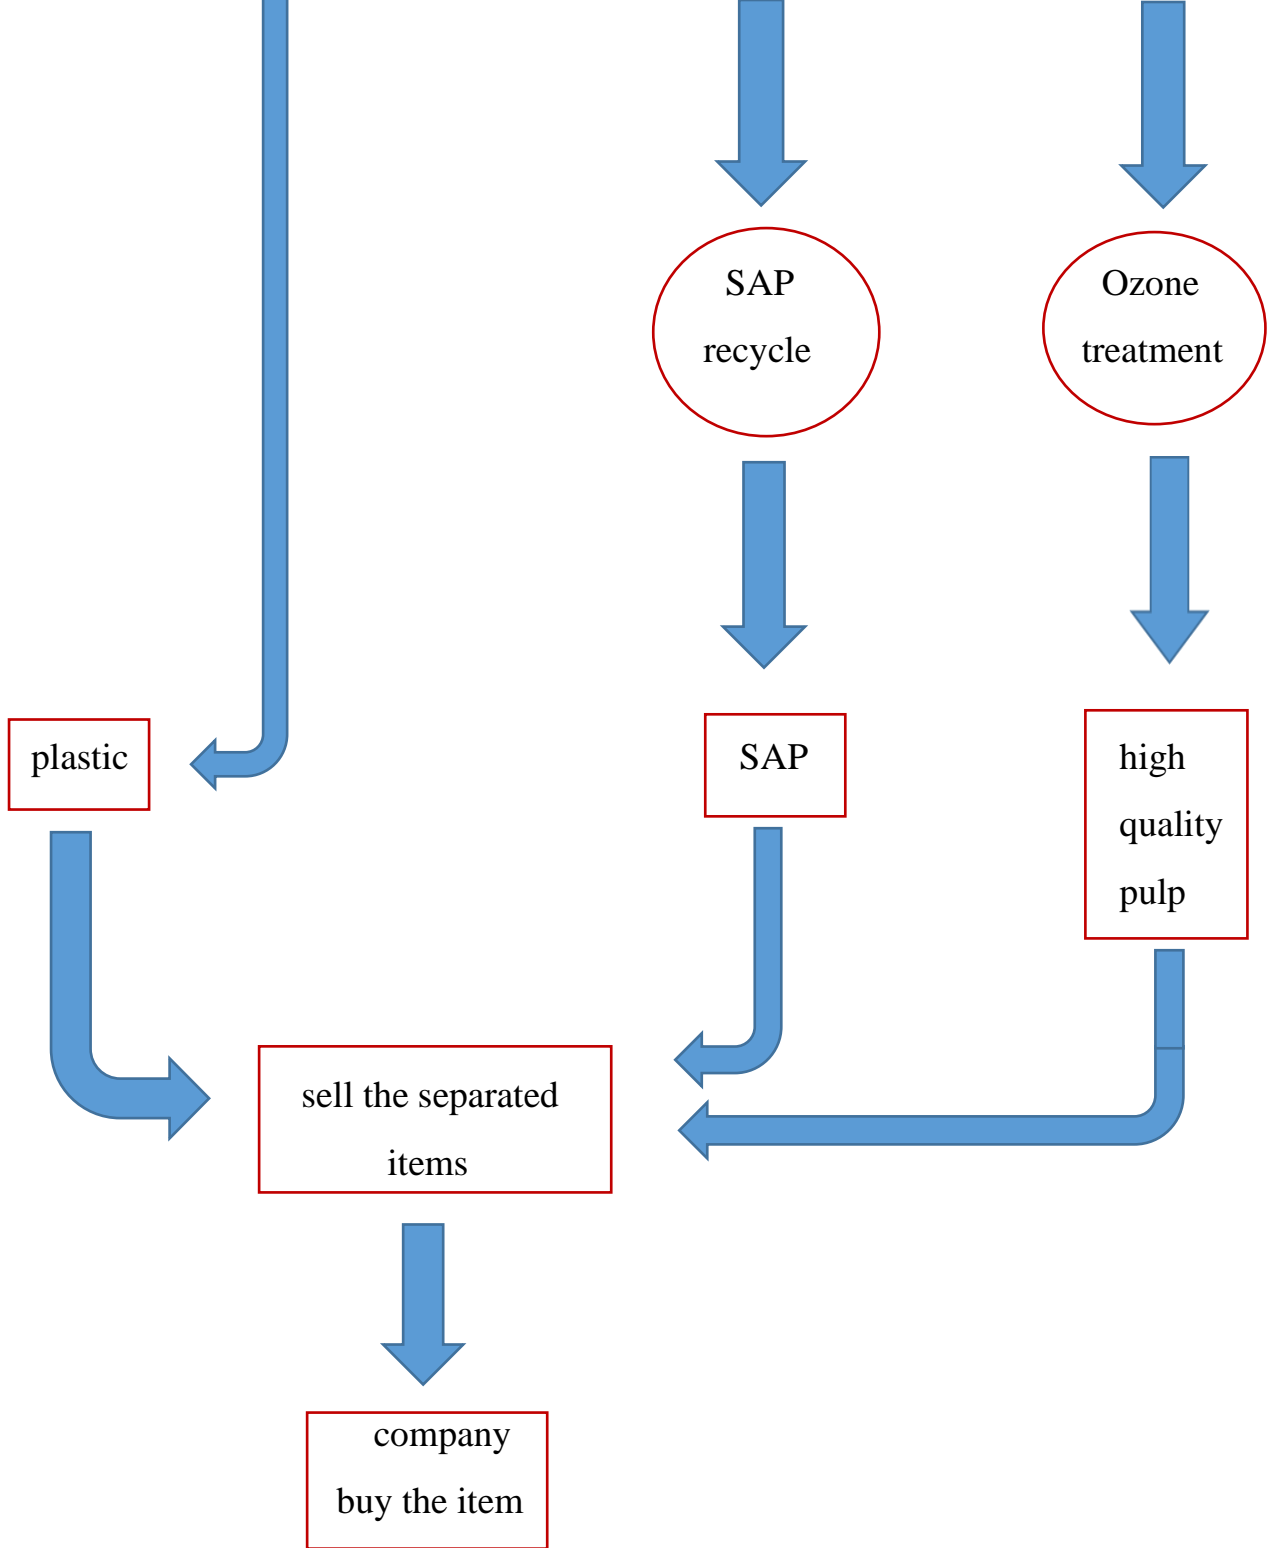 SAP
recycle
Ozone
treatment
plastic
SAP
high
quality
pulp
sell the separated
items
company
buy the item